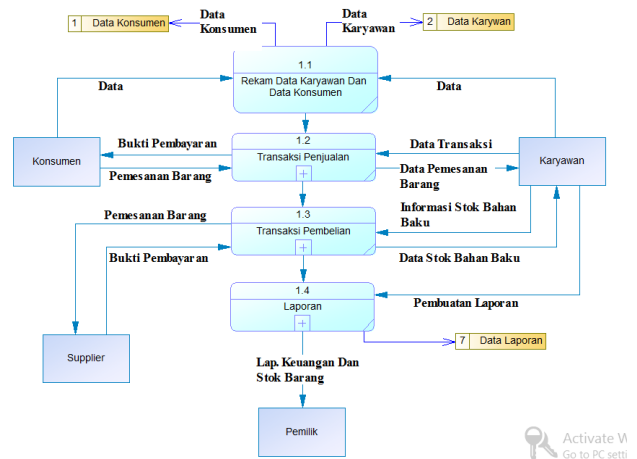 Data
Konsumen
Data
Karyawan
1 Data Konsumen
2 Data Karywan
1.1
Rekam Data Karyawan Dan
Data Konsumen
Data
Data
1.2
Transaksi Penjualan
Bukti Pembayaran
Pemesanan Barang
Data Transaksi
Data Pemesanan
Barang
Konsumen
Karyawan
Informasi Stok Bahan
Baku
1.3
Transaksi Pembelian
Pemesanan Barang
Bukti Pembayaran
Data Stok Bahan Baku
1.4
Laporan
Pembuatan Laporan
7 Data Laporan
Supplier
Lap. Keuangan Dan
Stok Barang
Pemilik
Activate W
Go to PC setti